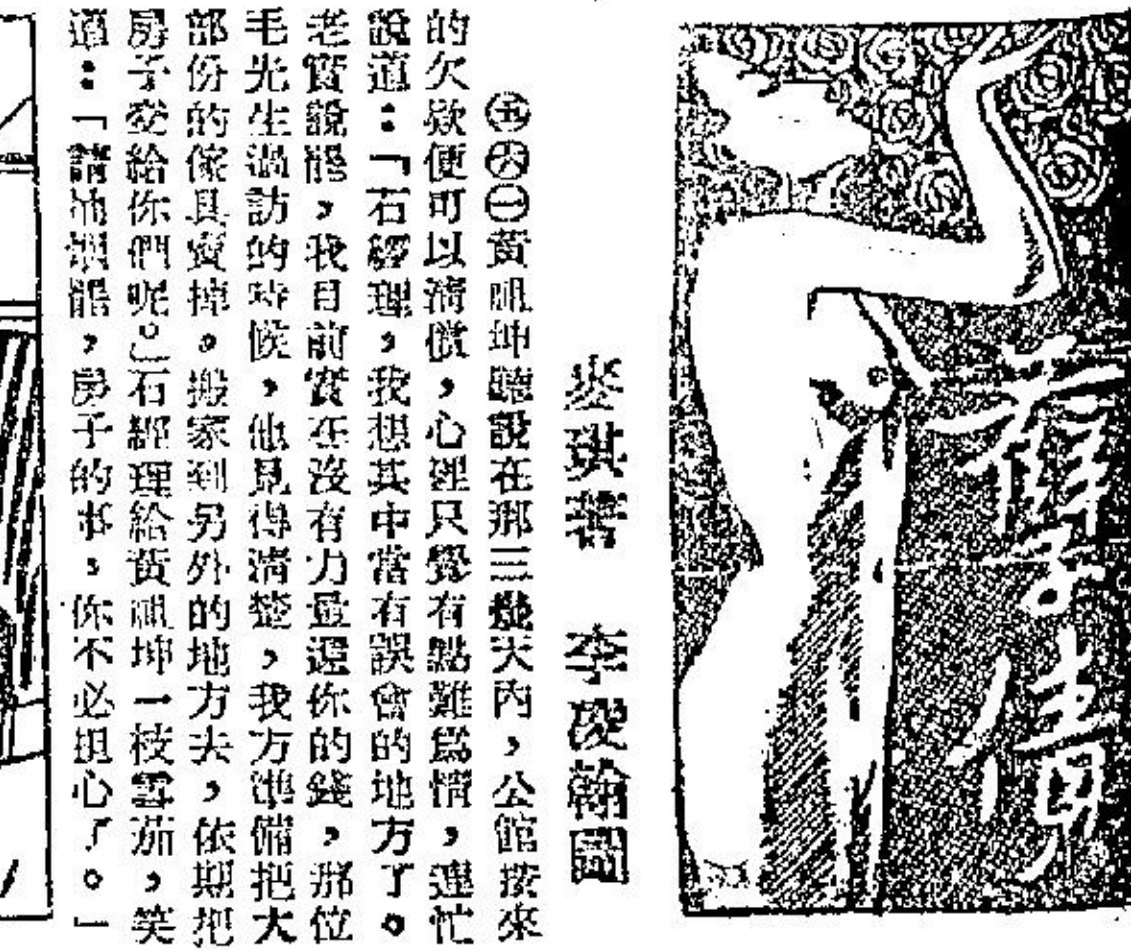 孽
麥琪著　李凌翰圖
㊄㊅㊀黃坤聽說在那三幾天內，公館按來
的欠款便可以清償，心裡只覺有點難爲情，連忙
說道：「石經理，我想其中當有誤會的地方了。
老實說罷，我目前實在沒有力量還你的錢，那位
毛先生過訪的時候，他見得清楚，我方準備把大
部份的傢具賣掉。搬家到另外的地方去，依期把
房子交給你們呢。」石經理給黃坤一枝雪茄，笑
道：「請抽煙罷，房子的事，你不必担心了。」